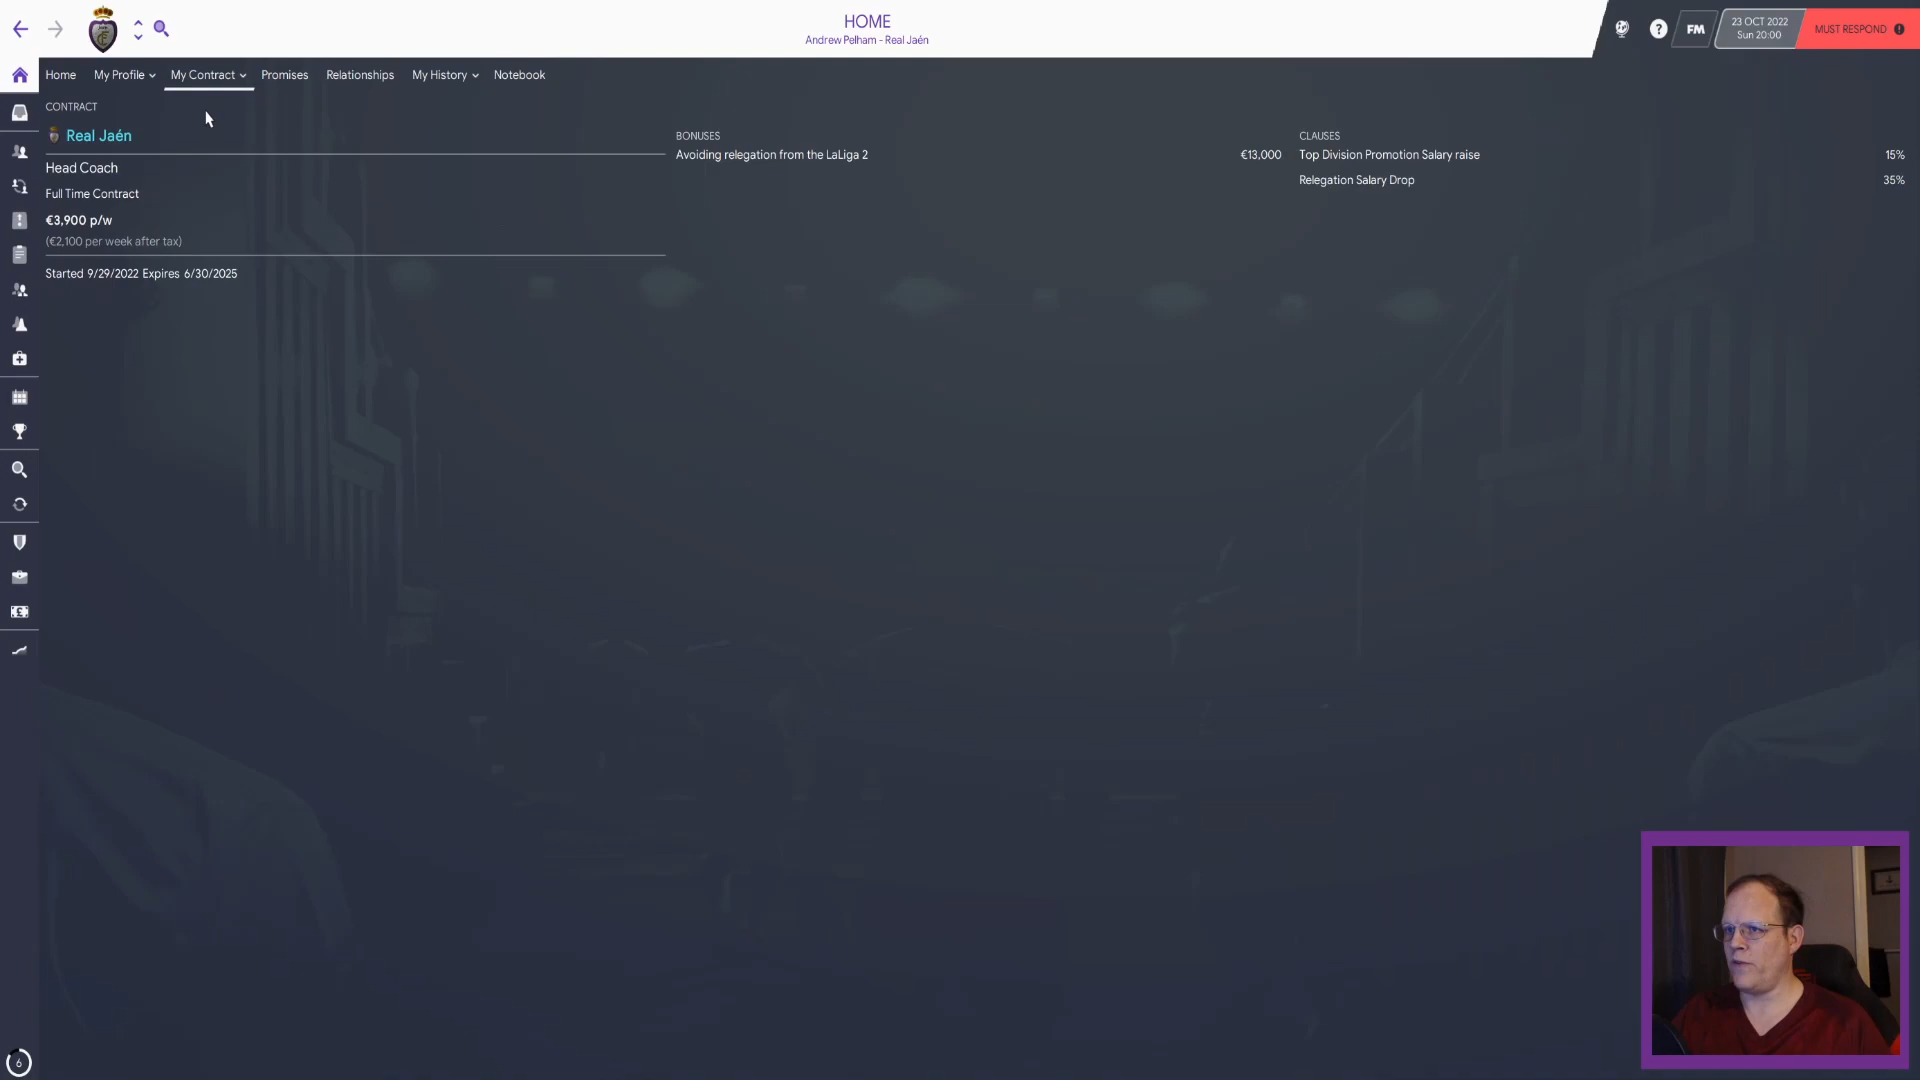 HOME
Andrew Pelham - Real Jaén
FM
23 OCT 2022
Sun 20:00
MUST RESPOND
Home
My Profile
My Contract
Promises
Relationships
My History
Notebook
CONTRACT
Real Jaén
Head Coach
Full Time Contract
€3,900 p/w
(€2,100 per week after tax)
Started 9/29/2022 Expires 6/30/2025
BONUSES
Avoiding relegation from the LaLiga 2 €13,000
CLAUSES
Top Division Promotion Salary raise 15%
Relegation Salary Drop 35%
6